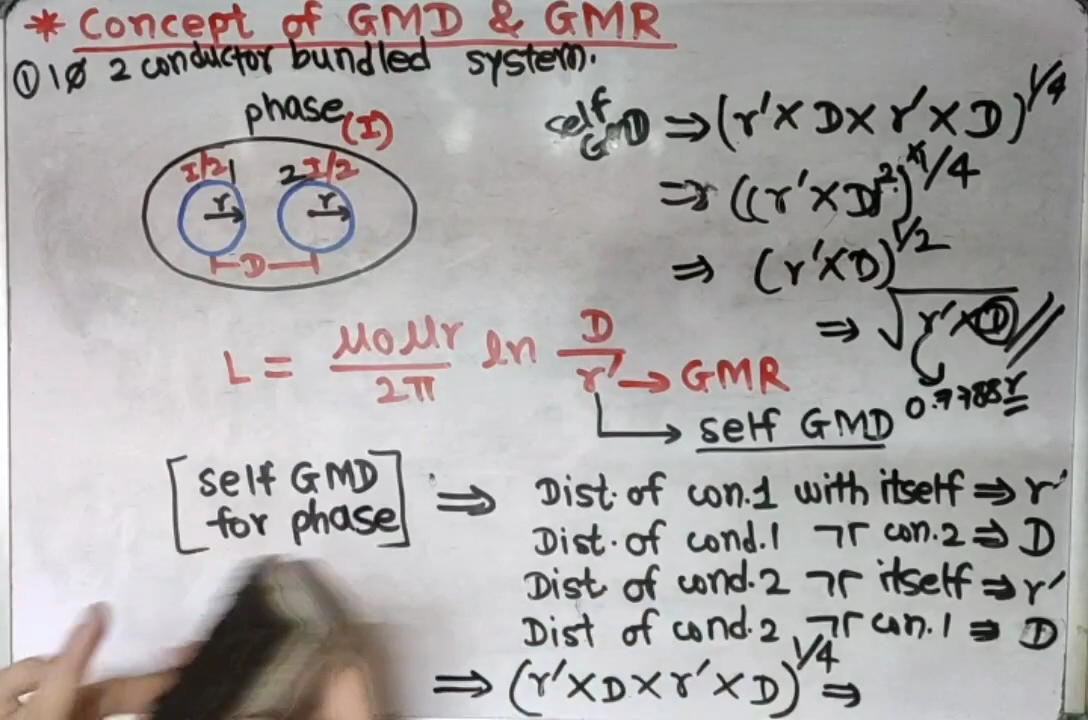 * Concept of GMD & GMR
① 1Ø 2 conductor bundled system.
phase (I)
I/2 1 2 I/2
r r
D
self GMD ⇒ (r'×D×r'×D)^1/4
⇒ ((r'×D)²)^×1/4
⇒ (r'×D)^1/2
⇒ √r'×D //
0.7788r
L = μ0μr/2π ln D/r' → GMR
→ self GMD
[self GMD for phase] ⇒ Dist. of con.1 with itself ⇒ r'
Dist. of cond.1 ¬r con.2 ⇒ D
Dist of cond.2 ¬r itself ⇒ r'
Dist of cond.2 ¬r con.1 ⇒ D
⇒ (r'×D×r'×D)^1/4 ⇒